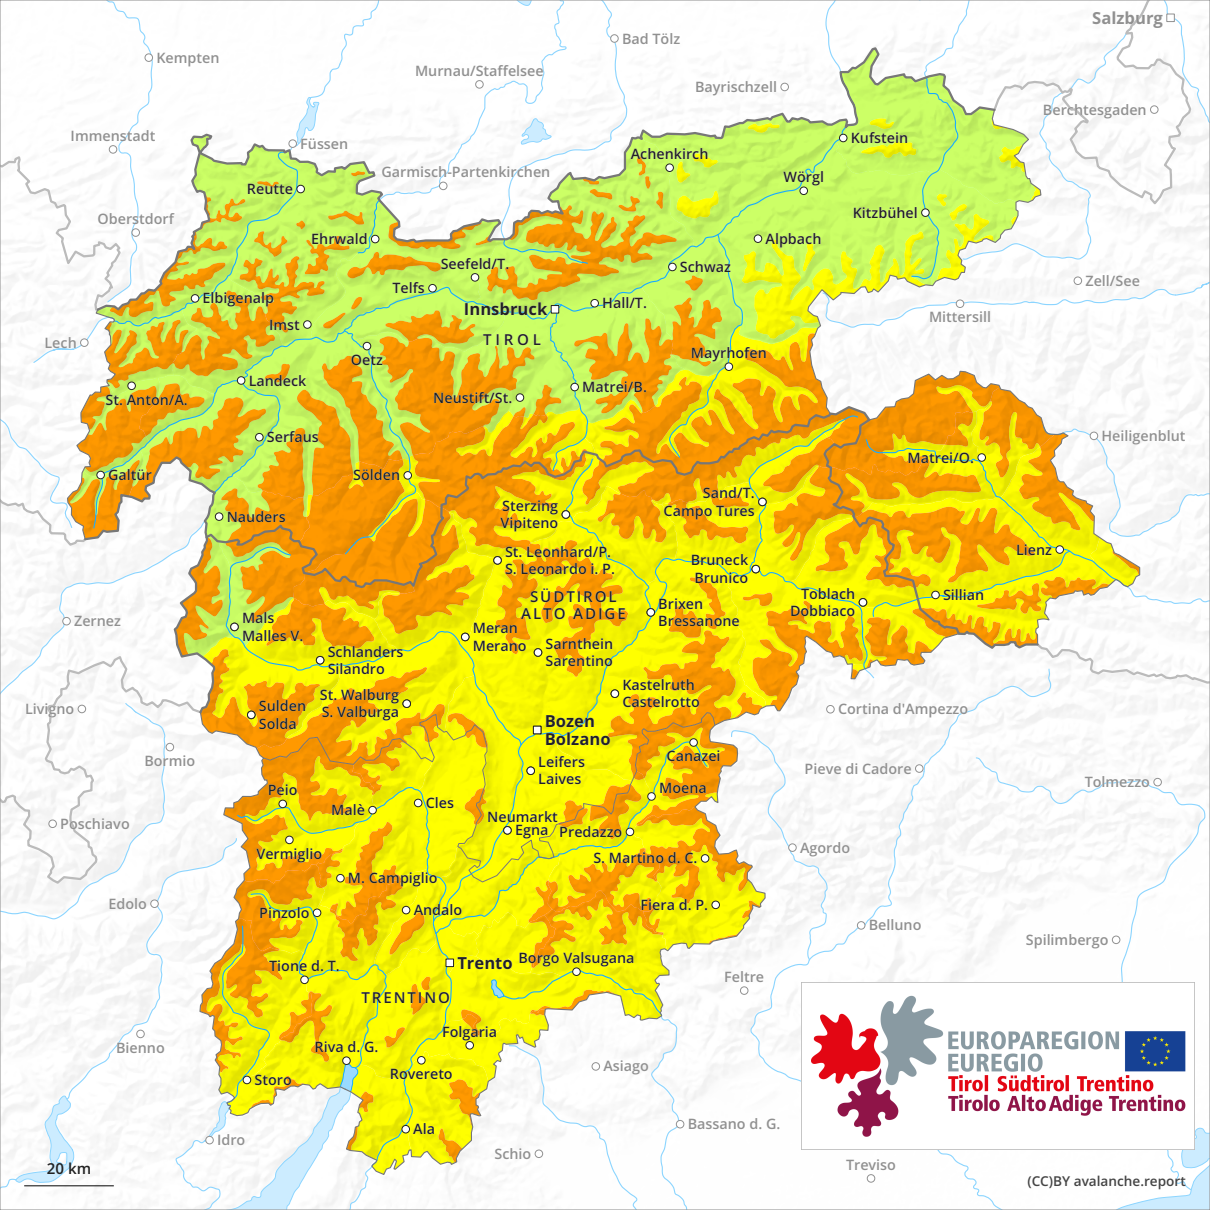 Salzburg
Bad Tölz
Kempten
Murnau/Staffelsee
Bayrischzell
Berchtesgaden
Immenstadt
Füssen
Kufstein
Achenkirch
Garmisch-Partenkirchen
Wörgl
Reutte
Oberstdorf
Kitzbühel
Ehrwald
Alpbach
Seefeld/T.
Schwaz
Zell/See
Telfs
Elbigenalp
Hall/T.
Innsbruck
Mittersill
Imst
TIROL
Lech
Mayrhofen
Oetz
Landeck
Matrei/B.
St. Anton/A.
Neustift/St.
Serfaus
Heiligenblut
Matrei/O.
Galtür
Sölden
Sand/T.
Campo Tures
Sterzing
Vipiteno
Nauders
Lienz
St. Leonhard/P.
S. Leonardo i. P.
Bruneck
Brunico
SÜDTIROL
ALTO ADIGE
Toblach
Dobbiaco
Sillian
Brixen
Bressanone
Zernez
Mals
Malles V.
Meran
Merano
Sarnthein
Sarentino
Schlanders
Silandro
Kastelruth
Castelrotto
St. Walburg
S. Valburga
Sulden
Solda
Livigno
Cortina d'Ampezzo
Bozen
Bolzano
Bormio
Canazei
Leifers
Laives
Pieve di Cadore
Tolmezzo
Peio
Moena
Malè
Cles
Neumarkt
Egna
Predazzo
Poschiavo
Vermiglio
S. Martino d. C.
Agordo
M. Campiglio
Edolo
Pinzolo
Andalo
Fiera d. P.
Belluno
Spilimbergo
Tione d. T.
Trento
Borgo Valsugana
Feltre
TRENTINO
Folgaria
Bienno
Riva d. G.
Rovereto
Asiago
Storo
EUROPAREGION
EUREGIO
Tirol Südtirol Trentino
Tirolo Alto Adige Trentino
Ala
Bassano d. G.
Idro
Schio
Treviso
20 km
(CC)BY avalanche.report